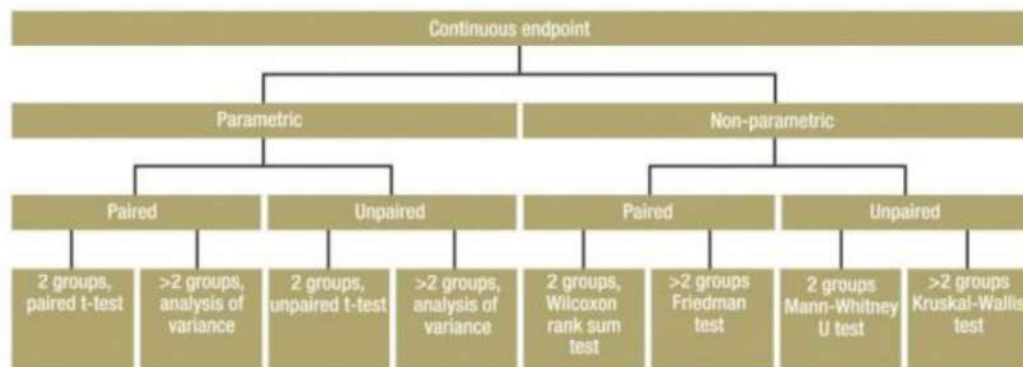 Continuous endpoint
Parametric
Non-parametric
Paired
Unpaired
Paired
Unpaired
2 groups,
paired t-test
>2 groups,
analysis of
variance
2 groups,
unpaired t-test
>2 groups,
analysis of
variance
2 groups,
Wilcoxon
rank sum
test
>2 groups
Friedman
test
2 groups
Mann-Whitney
U test
>2 groups
Kruskal-Wallis
test